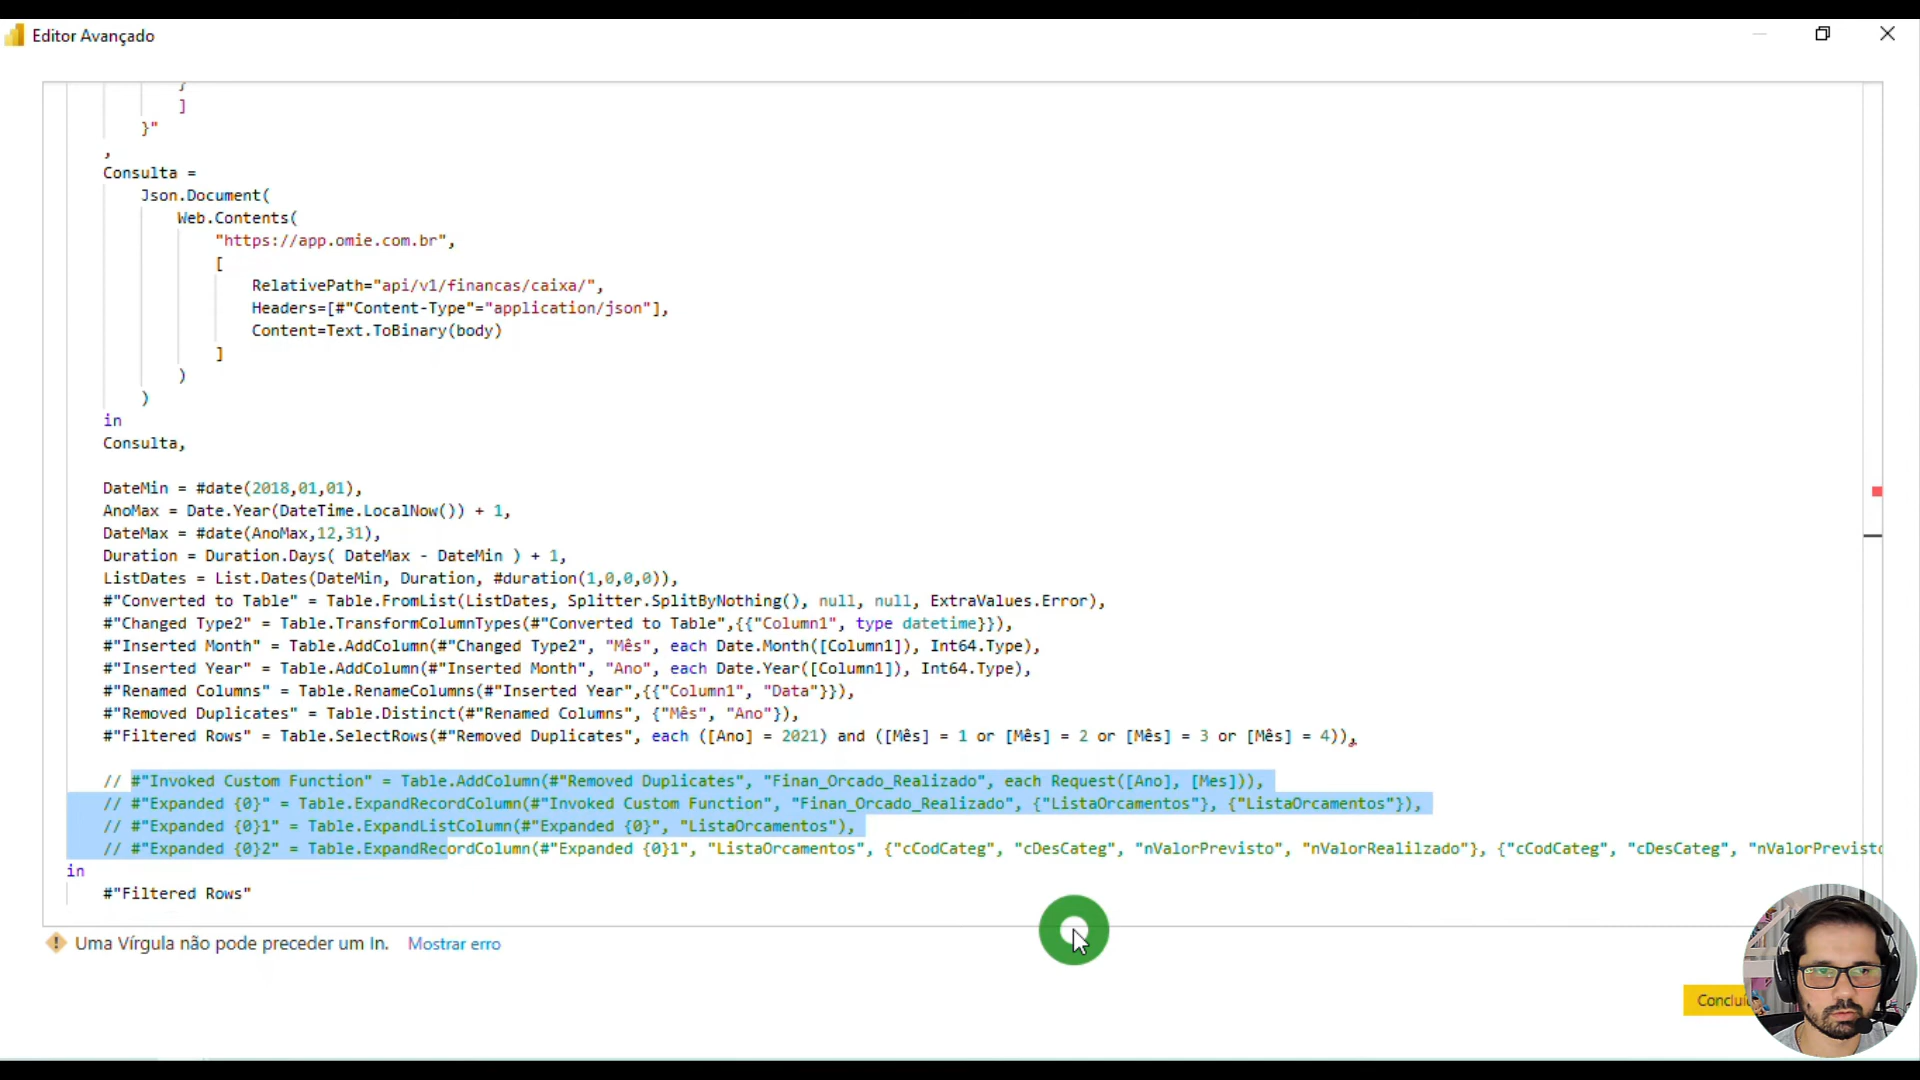 Editor Avançado
}
]
}"
,
Consulta =
Json.Document(
Web.Contents(
"https://app.omie.com.br",
[
RelativePath="api/v1/financas/caixa/",
Headers=[#"Content-Type"="application/json"],
Content=Text.ToBinary(body)
]
)
)
in
Consulta,
DateMin = #date(2018,01,01),
AnoMax = Date.Year(DateTime.LocalNow()) + 1,
DateMax = #date(AnoMax,12,31),
Duration = Duration.Days( DateMax - DateMin ) + 1,
ListDates = List.Dates(DateMin, Duration, #duration(1,0,0,0)),
#"Converted to Table" = Table.FromList(ListDates, Splitter.SplitByNothing(), null, null, ExtraValues.Error),
#"Changed Type2" = Table.TransformColumnTypes(#"Converted to Table",{{"Column1", type datetime}}),
#"Inserted Month" = Table.AddColumn(#"Changed Type2", "Mês", each Date.Month([Column1]), Int64.Type),
#"Inserted Year" = Table.AddColumn(#"Inserted Month", "Ano", each Date.Year([Column1]), Int64.Type),
#"Renamed Columns" = Table.RenameColumns(#"Inserted Year",{{"Column1", "Data"}}),
#"Removed Duplicates" = Table.Distinct(#"Renamed Columns", {"Mês", "Ano"}),
#"Filtered Rows" = Table.SelectRows(#"Removed Duplicates", each ([Ano] = 2021) and ([Mês] = 1 or [Mês] = 2 or [Mês] = 3 or [Mês] = 4)),
// #"Invoked Custom Function" = Table.AddColumn(#"Removed Duplicates", "Finan_Orcado_Realizado", each Request([Ano], [Mes])),
// #"Expanded {0}" = Table.ExpandRecordColumn(#"Invoked Custom Function", "Finan_Orcado_Realizado", {"ListaOrcamentos"}, {"ListaOrcamentos"}),
// #"Expanded {0}1" = Table.ExpandListColumn(#"Expanded {0}", "ListaOrcamentos"),
// #"Expanded {0}2" = Table.ExpandRecordColumn(#"Expanded {0}1", "ListaOrcamentos", {"cCodCateg", "cDesCateg", "nValorPrevisto", "nValorRealilzado"}, {"cCodCateg", "cDesCateg", "nValorPrevisto
in
#"Filtered Rows"
Uma Vírgula não pode preceder um In. Mostrar erro